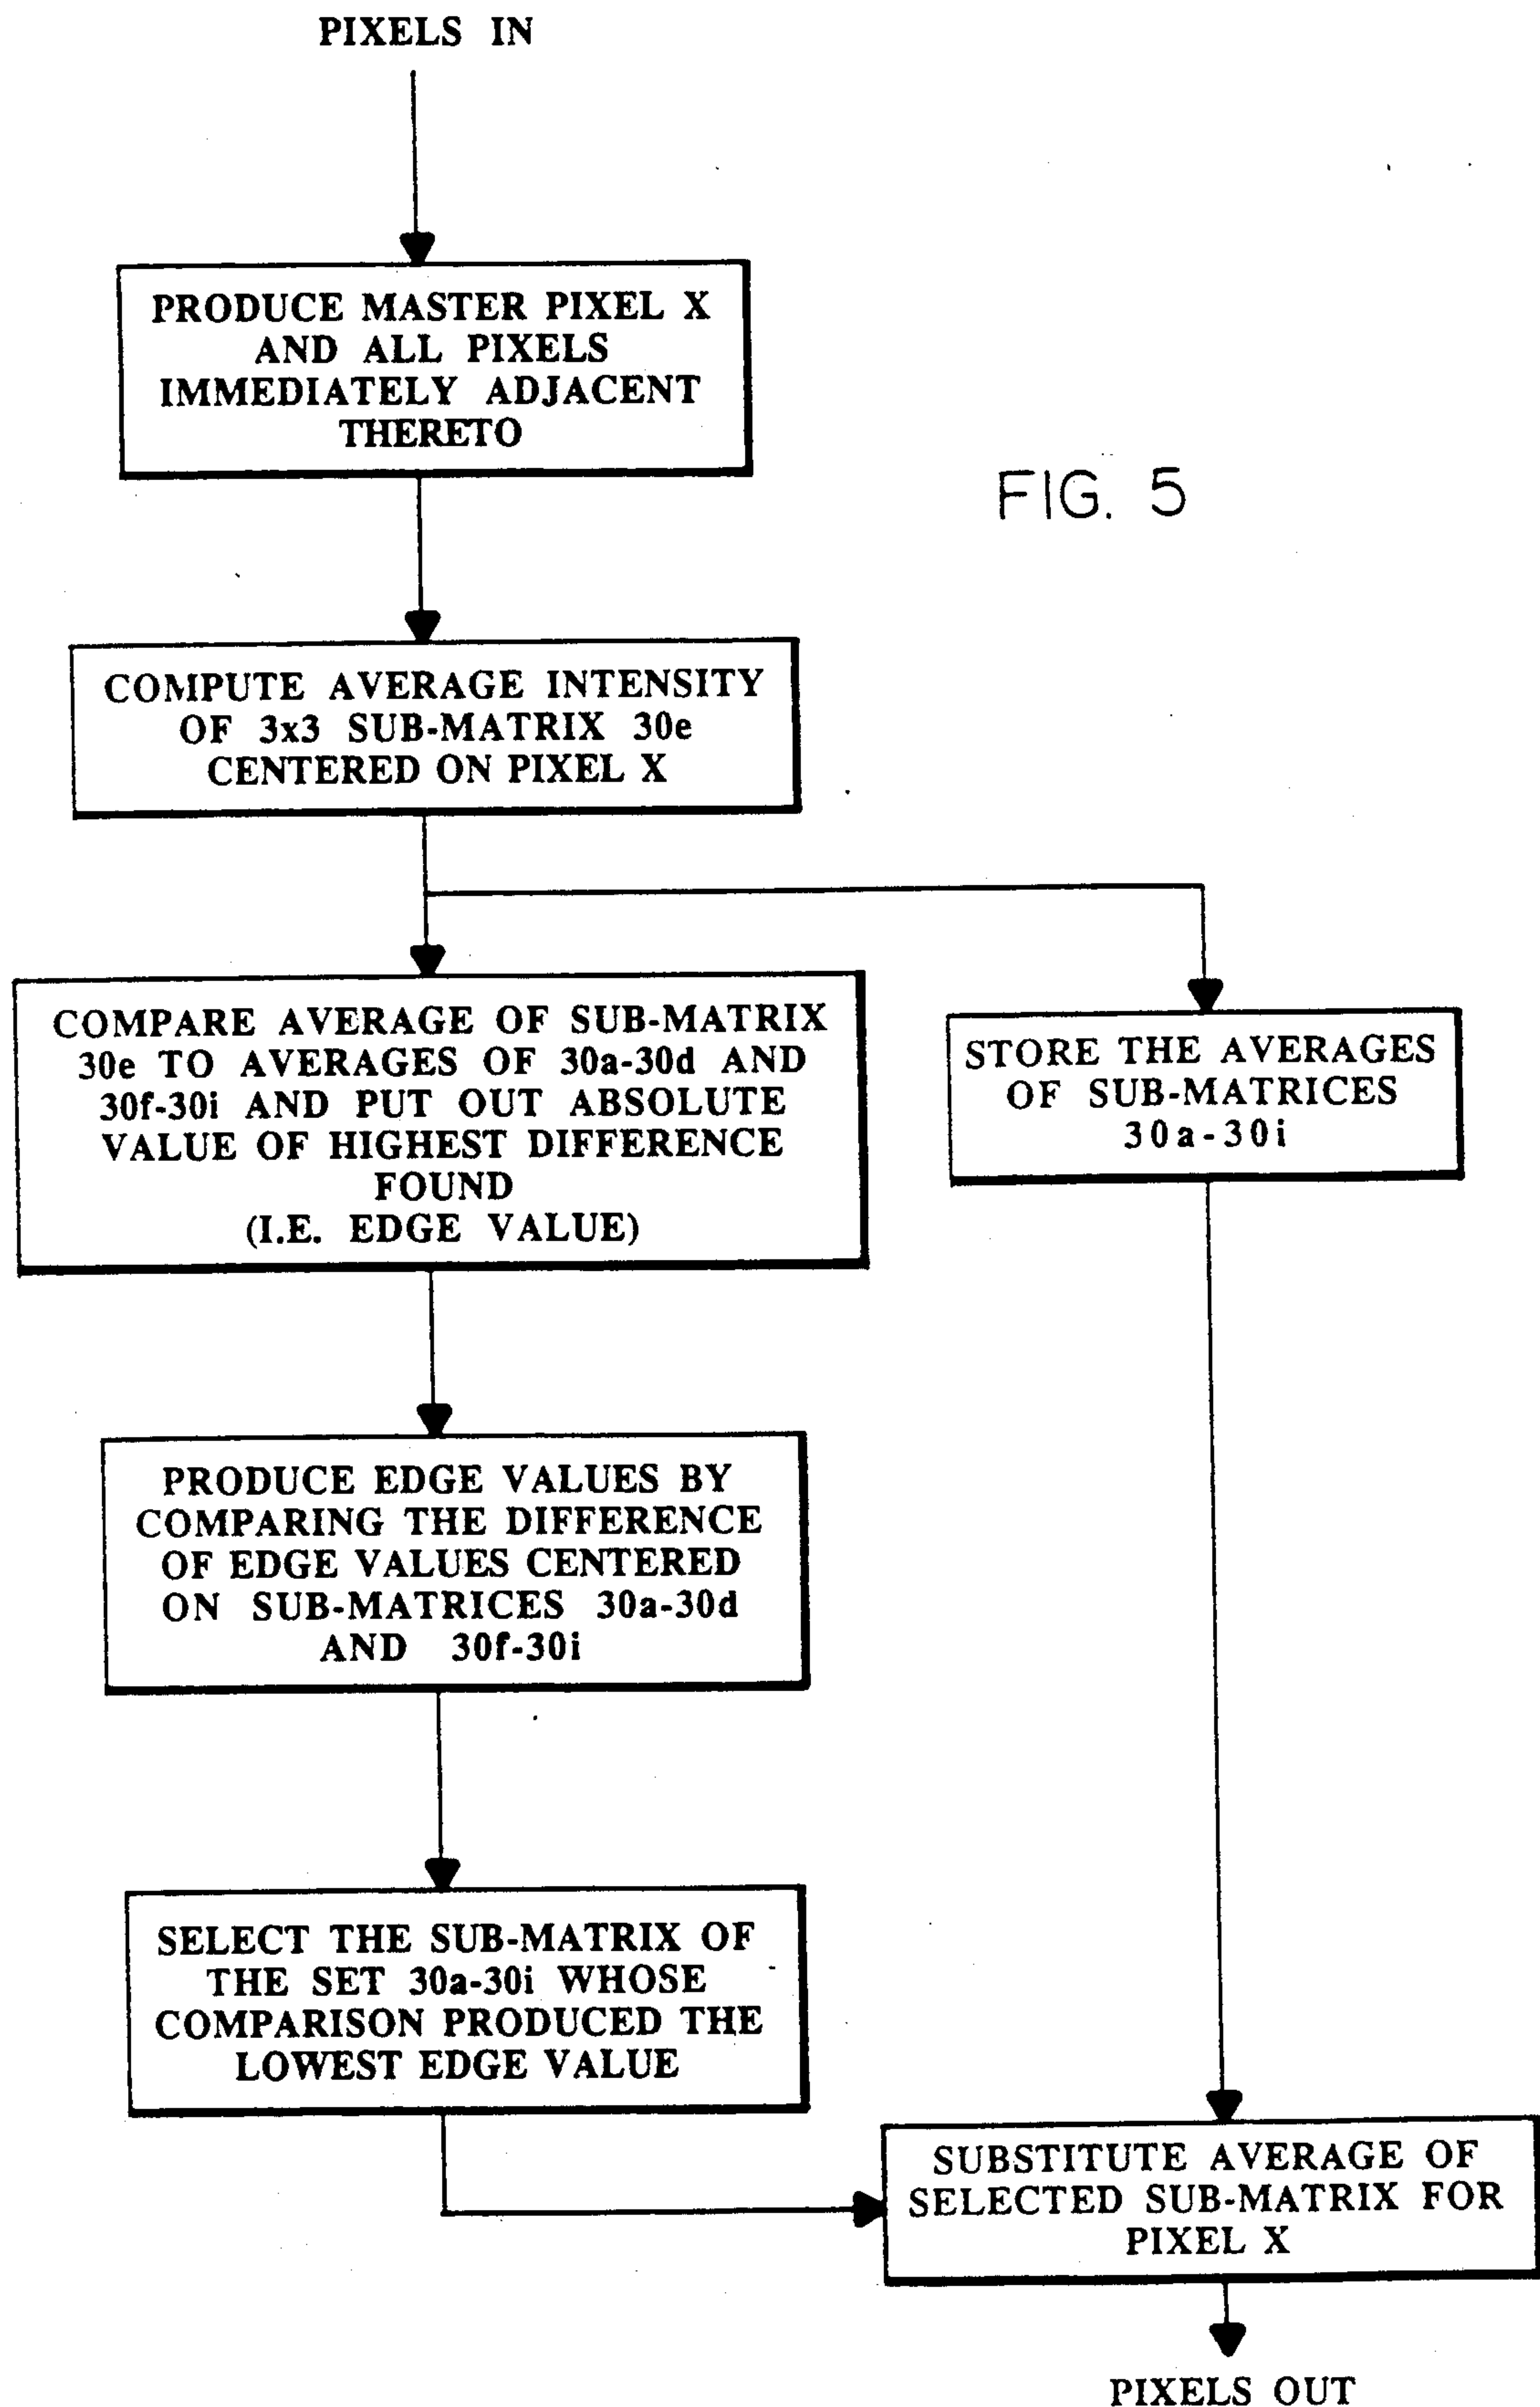 PIXELS IN
PRODUCE MASTER PIXEL X
AND ALL PIXELS
IMMEDIATELY ADJACENT
THERETO
FIG. 5
COMPUTE AVERAGE INTENSITY
OF 3x3 SUB-MATRIX 30e
CENTERED ON PIXEL X
COMPARE AVERAGE OF SUB-MATRIX
30e TO AVERAGES OF 30a-30d AND
30f-30i AND PUT OUT ABSOLUTE
VALUE OF HIGHEST DIFFERENCE
FOUND
(I.E. EDGE VALUE)
STORE THE AVERAGES
OF SUB-MATRICES
30a-30i
PRODUCE EDGE VALUES BY
COMPARING THE DIFFERENCE
OF EDGE VALUES CENTERED
ON SUB-MATRICES 30a-30d
AND 30f-30i
SELECT THE SUB-MATRIX OF
THE SET 30a-30i WHOSE
COMPARISON PRODUCED THE
LOWEST EDGE VALUE
SUBSTITUTE AVERAGE OF
SELECTED SUB-MATRIX FOR
PIXEL X
PIXELS OUT